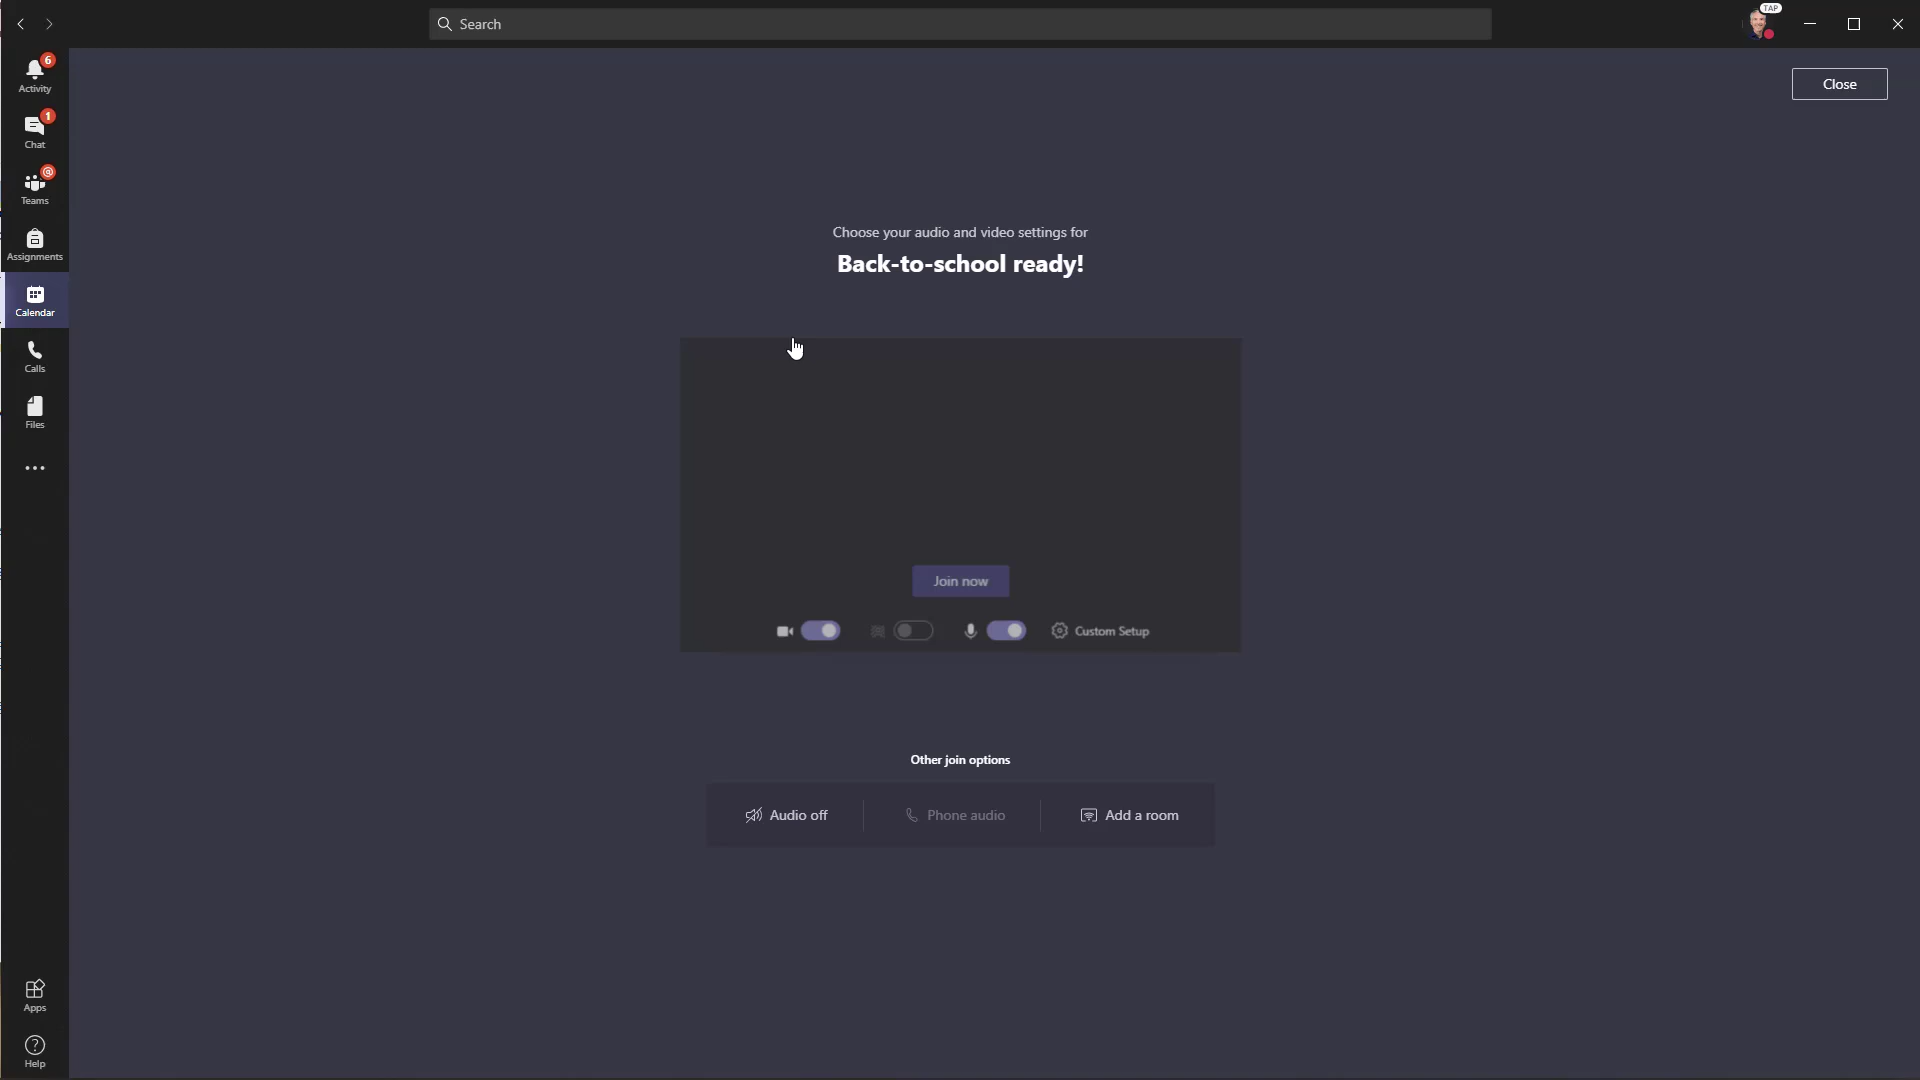 Search
TAP
6
Activity
1
Chat
@
Teams
Assignments
Calendar
Calls
Files
Apps
Help
Close
Choose your audio and video settings for
Back-to-school ready!
Join now
Custom Setup
Other join options
Audio off
Phone audio
Add a room